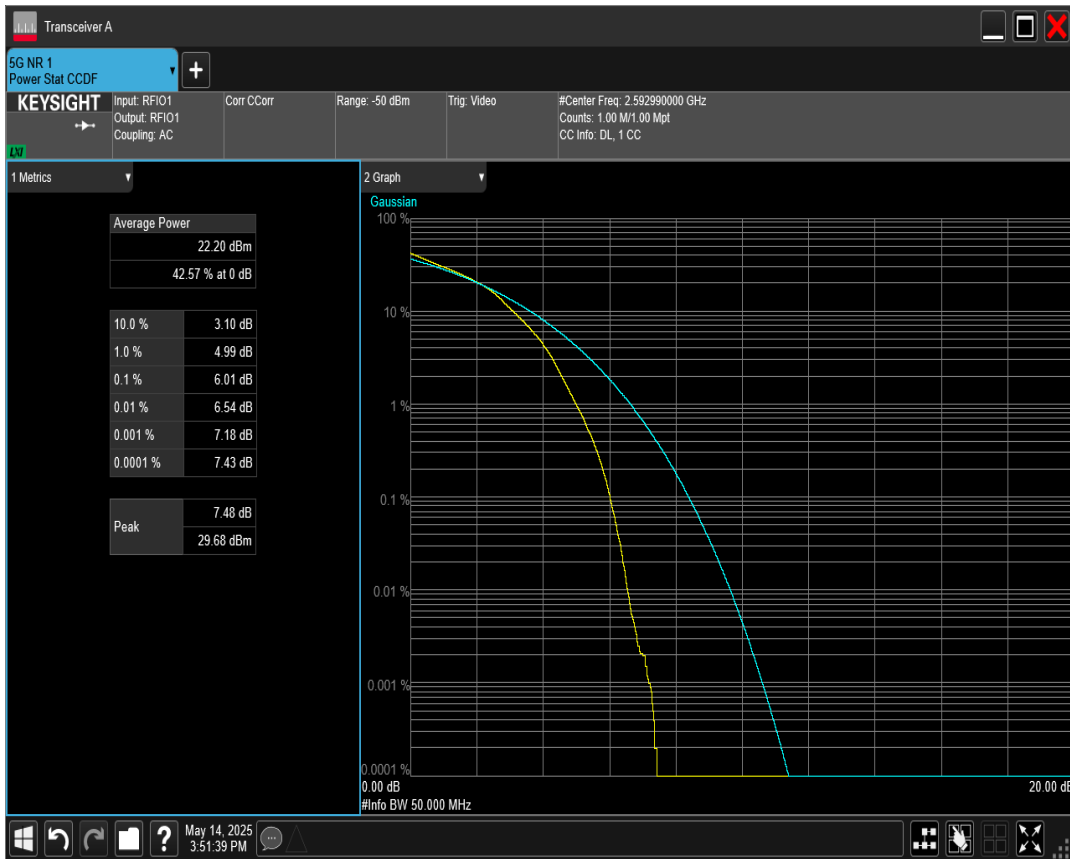 Transceiver A
5G NR 1
Power Stat CCDF
KEYSIGHT
LXI
Input: RFIO1
Output: RFIO1
Coupling: AC
Corr CCorr
Range: -50 dBm
Trig: Video
#Center Freq: 2.592990000 GHz
Counts: 1.00 M/1.00 Mpt
CC Info: DL, 1 CC
1 Metrics
Average Power
22.20 dBm
42.57 % at 0 dB
10.0 % 3.10 dB
1.0 % 4.99 dB
0.1 % 6.01 dB
0.01 % 6.54 dB
0.001 % 7.18 dB
0.0001 % 7.43 dB
Peak
7.48 dB
29.68 dBm
2 Graph
Gaussian
100 %
10 %
1 %
0.1 %
0.01 %
0.001 %
0.0001 %
0.00 dB 20.00 dB
#Info BW 50.000 MHz
? May 14, 2025
3:51:39 PM